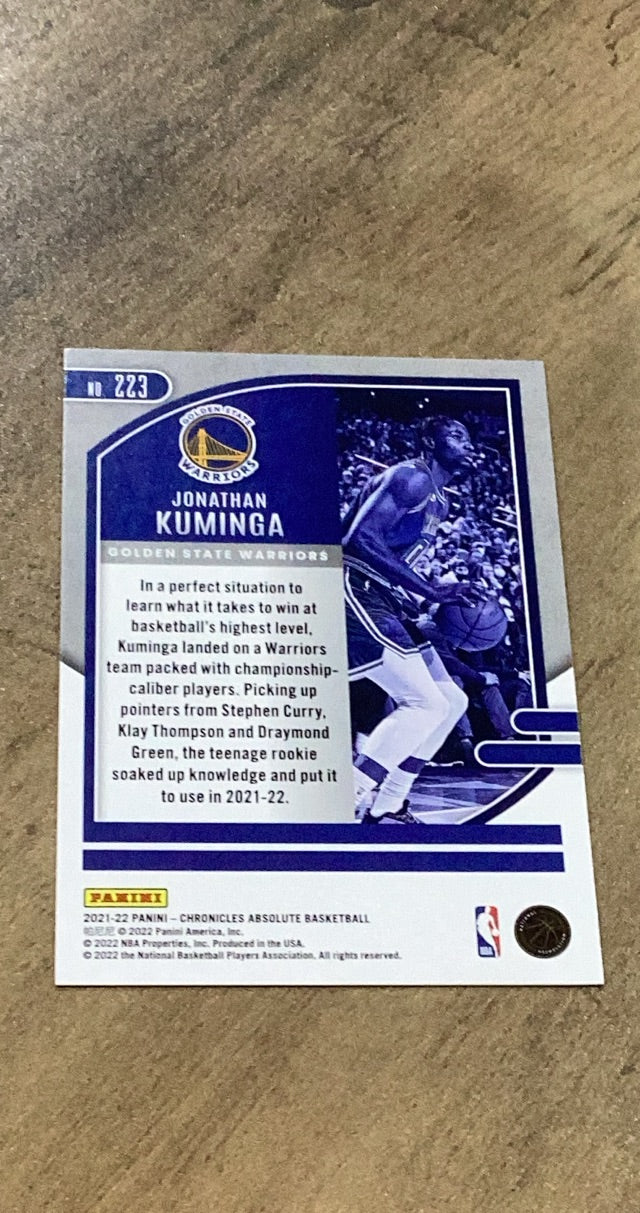 NO. 223
GOLDEN STATE
WARRIORS
JONATHAN
KUMINGA
GOLDEN STATE WARRIORS
In a perfect situation to
learn what it takes to win at
basketball's highest level,
Kuminga landed on a Warriors
team packed with championship-
caliber players. Picking up
pointers from Stephen Curry,
Klay Thompson and Draymond
Green, the teenage rookie
soaked up knowledge and put it
to use in 2021-22.
PANINI
2021-22 PANINI – CHRONICLES ABSOLUTE BASKETBALL
帕尼尼 © 2022 Panini America, Inc.
© 2022 NBA Properties, Inc. Produced in the USA.
© 2022 the National Basketball Players Association. All rights reserved.
NBA